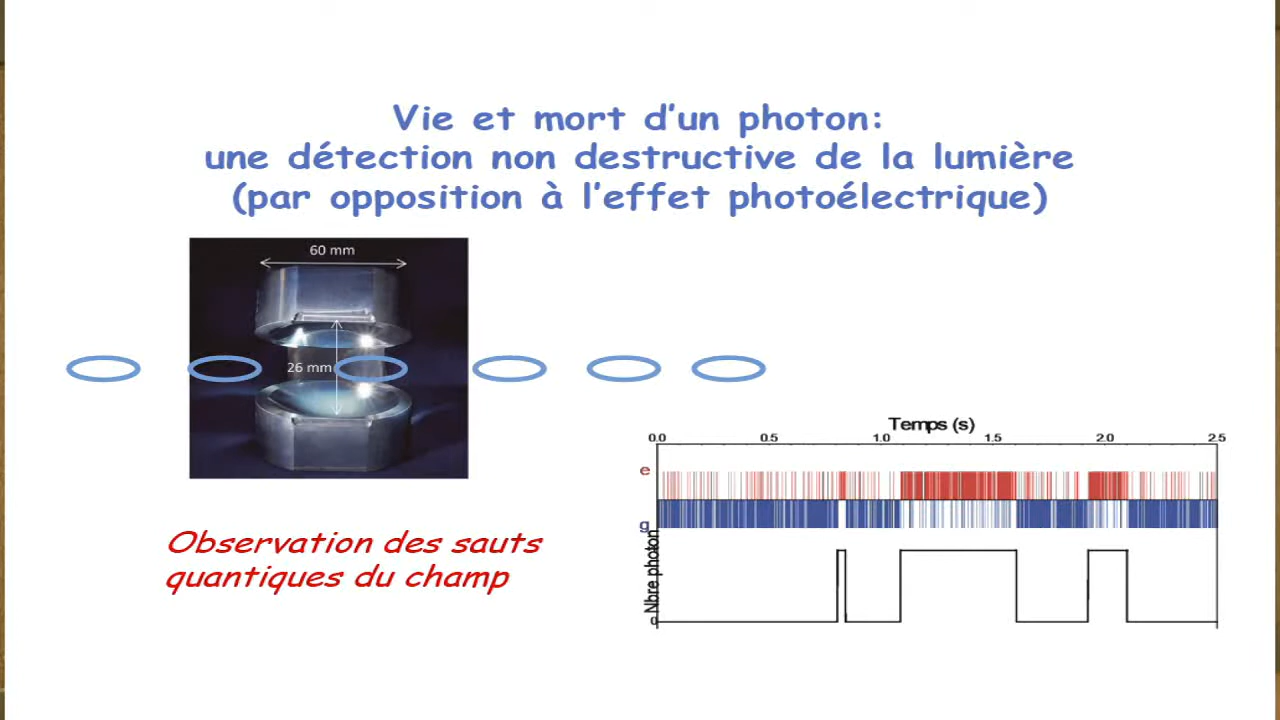 Vie et mort d'un photon:
une détection non destructive de la lumière
(par opposition à l'effet photoélectrique)
60 mm
26 mm
Observation des sauts
quantiques du champ
Temps (s)
0.0 0.5 1.0 1.5 2.0 2.5
e
g
Nbre photon
0